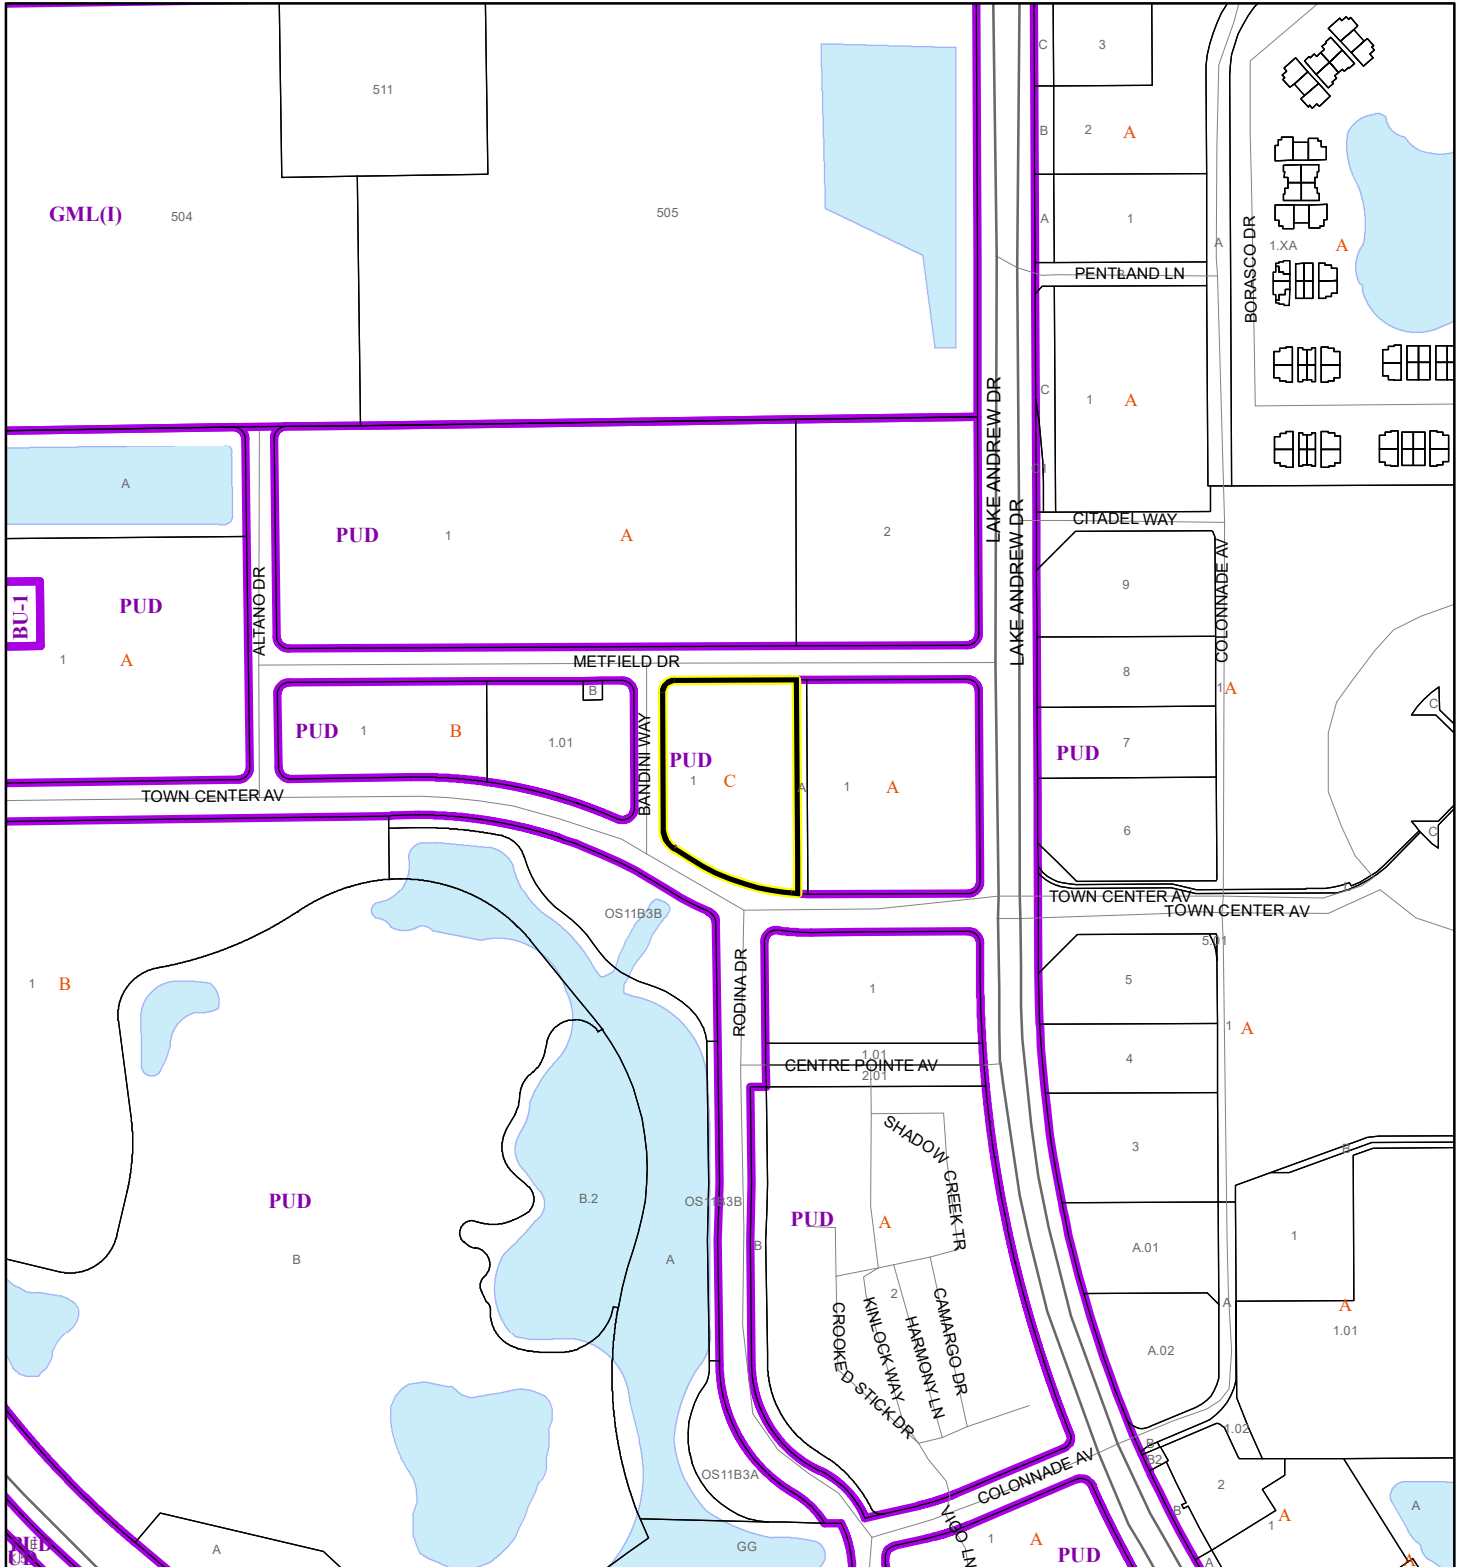 C
3
511
B
2
A
GML(I)
504
505
A
1
A
BORASCO DR
1.XA
A
PENTLAND LN
B
C
1
A
LAKE ANDREW DR
A
LAKE ANDREW DR
CITADEL WAY
PUD
1
A
2
COLONNADE AV
9
ALTANO DR
BU-1
PUD
1
A
METFIELD DR
8
1
A
B
PUD
1
B
1.01
BANDINI WAY
PUD
1
C
A
1
A
PUD
7
C
TOWN CENTER AV
6
C
TOWN CENTER AV
TOWN CENTER AV
OS11B3B
5.01
1
B
RODINA DR
1
5
1
A
1.01
CENTRE POINTE AV
2.01
4
SHADOW CREEK TR
3
B
PUD
B.2
OS11B3B
PUD
A
B
A
B
A.01
1
2
CROOKED STICK DR
KINLOCK WAY
HARMONY LN
CAMARGO DR
A
A
1.01
A.02
1.02
B
B2
OS11B3A
COLONNADE AV
2
B
A
VIGO LN
1
A
1
A
PUD
GG
A
A
PUD